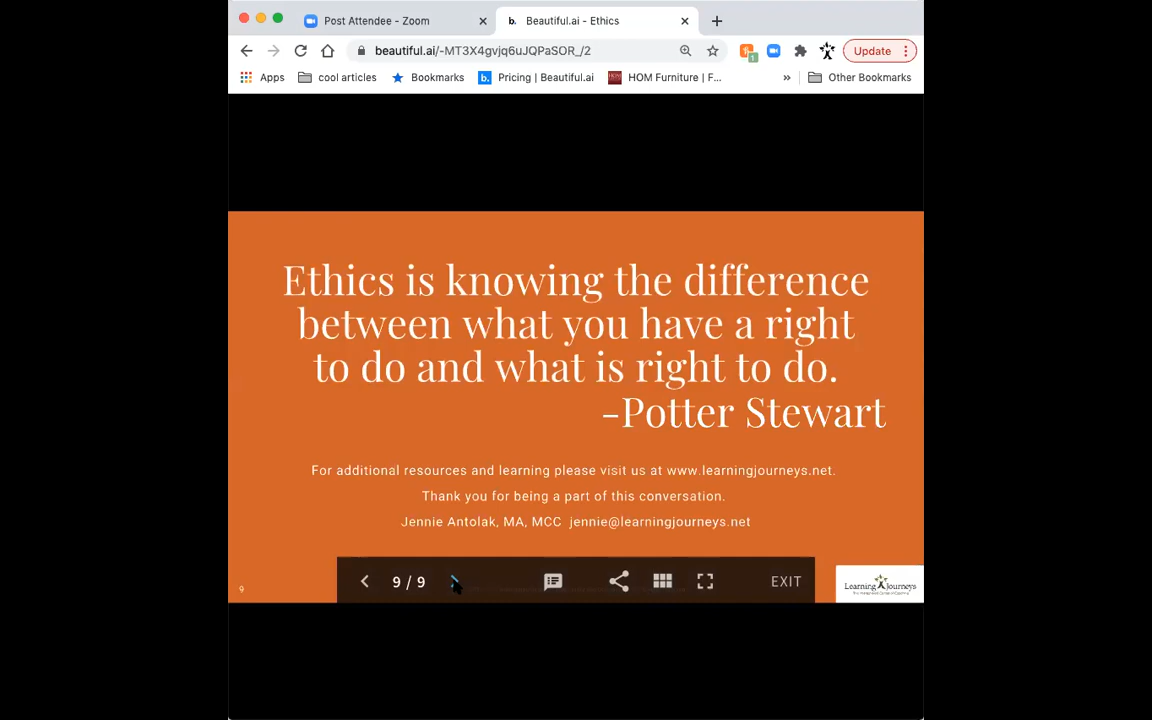 Post Attendee - Zoom
b. Beautiful.ai - Ethics
beautiful.ai/-MT3X4gvjq6uJQPaSOR_/2
1
Update
Apps
cool articles
Bookmarks
b. Pricing | Beautiful.ai
HOM Furniture | F...
»
Other Bookmarks
Ethics is knowing the difference
between what you have a right
to do and what is right to do.
-Potter Stewart
For additional resources and learning please visit us at www.learningjourneys.net.
Thank you for being a part of this conversation.
Jennie Antolak, MA, MCC jennie@learningjourneys.net
9 / 9
EXIT
9
Learning Journeys